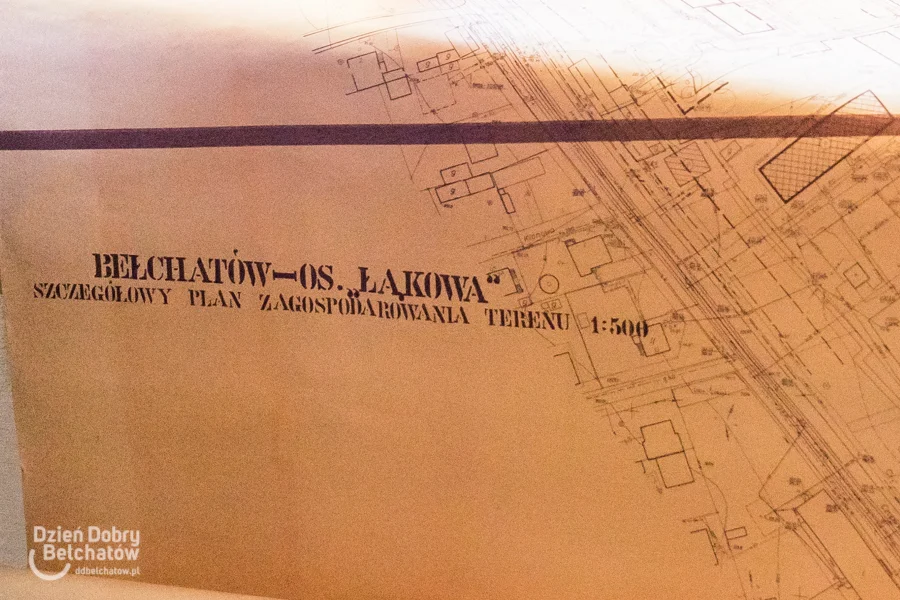 BEŁCHATÓW—OS. „ŁĄKOWA“
SZCZEGÓŁOWY PLAN ZAGOSPODAROWANIA TERENU 1:500
Dzień Dobry
Bełchatów
ddbelchatow.pl